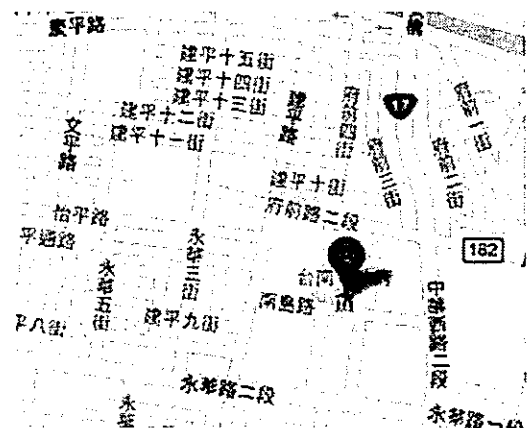 慶平路
建平十五街
建平十四街
建平十三街
建平十二街
建平十一街
文平路
建平路
府前四街
17
府前一街
府前三街
府前二街
建平十街
府前路二段
怡平路
平通路
永華三街
182
台南
永華五街
南島路
中華西路二段
平八街
建平九街
永華路二段
永華
永華路二段